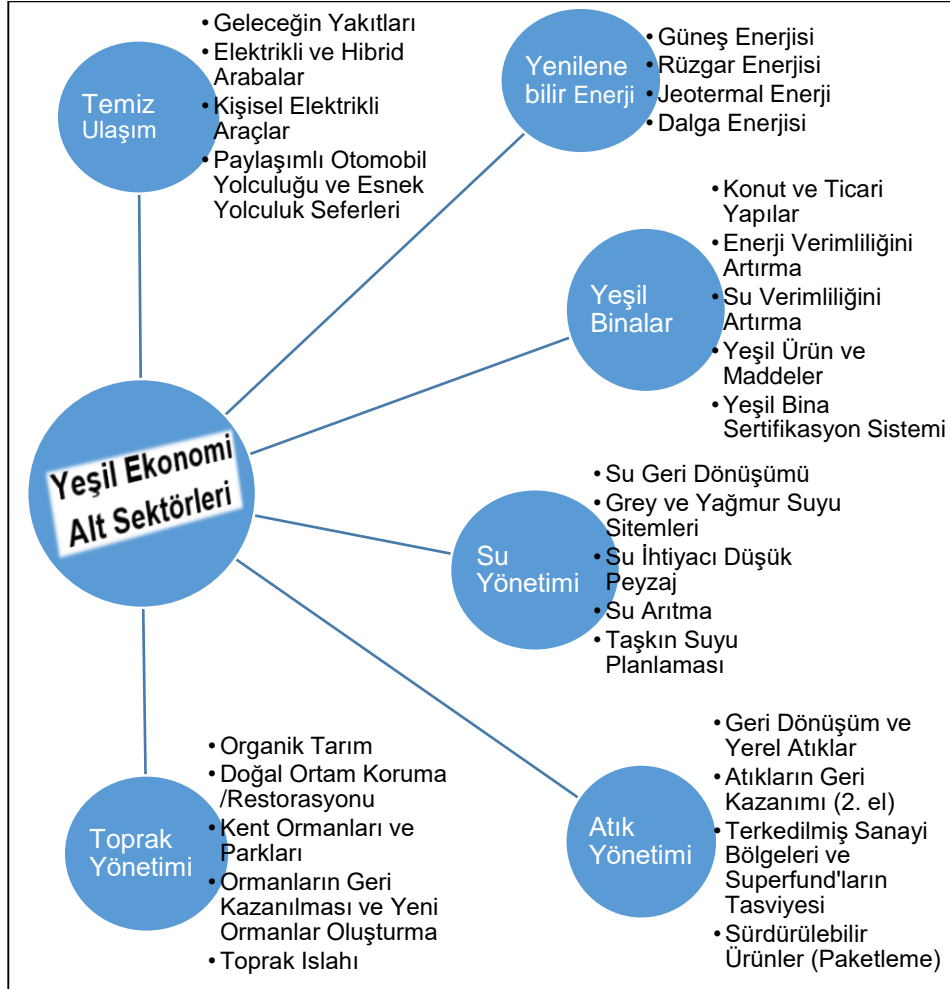 Temiz
Ulaşım
• Geleceğin Yakıtları
• Elektrikli ve Hibrid
Arabalar
• Kişisel Elektrikli
Araçlar
• Paylaşımlı Otomobil
Yolculuğu ve Esnek
Yolculuk Seferleri
Yenilene
bilir Enerji
• Güneş Enerjisi
• Rüzgar Enerjisi
• Jeotermal Enerji
• Dalga Enerjisi
Yeşil
Binalar
• Konut ve Ticari
Yapılar
• Enerji Verimliliğini
Artırma
• Su Verimliliğini
Artırma
• Yeşil Ürün ve
Maddeler
• Yeşil Bina
Sertifikasyon Sistemi
Yeşil Ekonomi
Alt Sektörleri
Su
Yönetimi
• Su Geri Dönüşümü
• Grey ve Yağmur Suyu
Sitemleri
• Su İhtiyacı Düşük
Peyzaj
• Su Arıtma
• Taşkın Suyu
Planlaması
Toprak
Yönetimi
• Organik Tarım
• Doğal Ortam Koruma
/Restorasyonu
• Kent Ormanları ve
Parkları
• Ormanların Geri
Kazanılması ve Yeni
Ormanlar Oluşturma
• Toprak Islahı
Atık
Yönetimi
• Geri Dönüşüm ve
Yerel Atıklar
• Atıkların Geri
Kazanımı (2. el)
• Terkedilmiş Sanayi
Bölgeleri ve
Superfund'ların
Tasviyesi
• Sürdürülebilir
Ürünler (Paketleme)